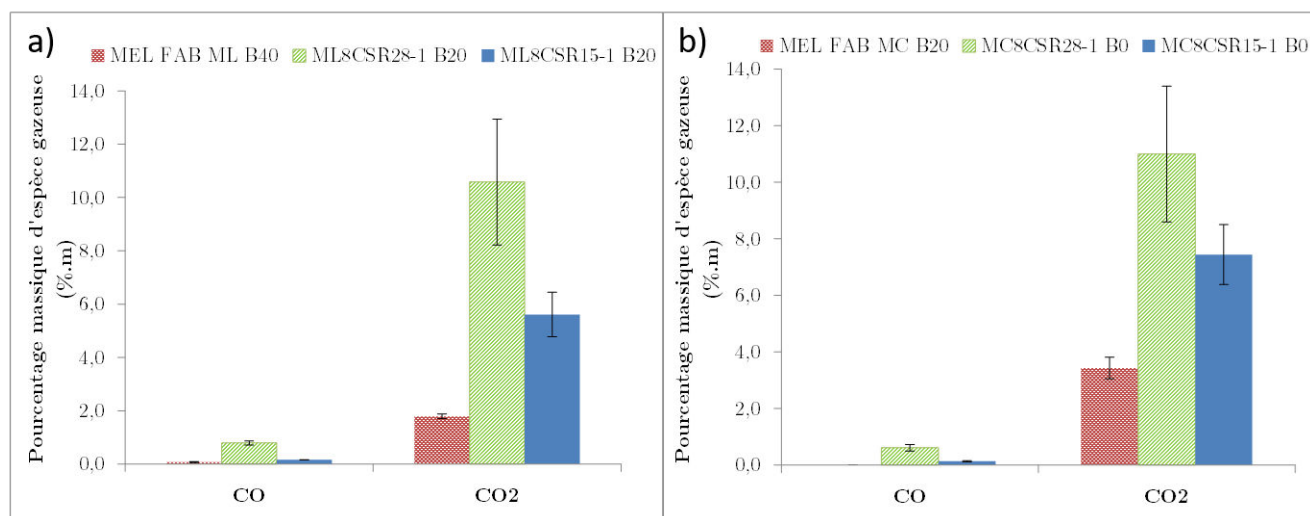 a)
MEL FAB ML B40 ML8CSR28-1 B20 ML8CSR15-1 B20
Pourcentage massique d'espèce gazeuse
(%.m)
14,0
12,0
10,0
8,0
6,0
4,0
2,0
0,0
CO CO2
b)
MEL FAB MC B20 MC8CSR28-1 B0 MC8CSR15-1 B0
Pourcentage massique d'espèce gazeuse
(%.m)
14,0
12,0
10,0
8,0
6,0
4,0
2,0
0,0
CO CO2